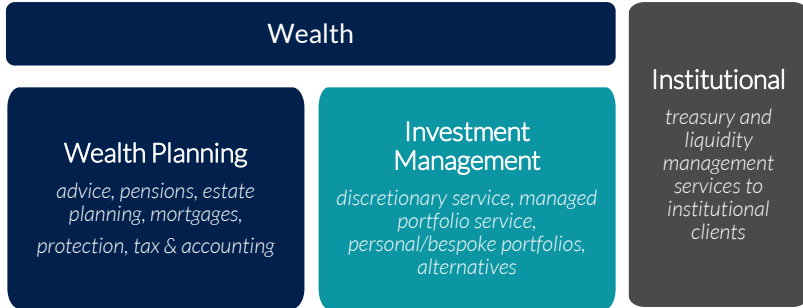 Wealth
Wealth Planning
advice, pensions, estate
planning, mortgages,
protection, tax & accounting
Investment
Management
discretionary service, managed
portfolio service,
personal/bespoke portfolios,
alternatives
Institutional
treasury and
liquidity
management
services to
institutional
clients